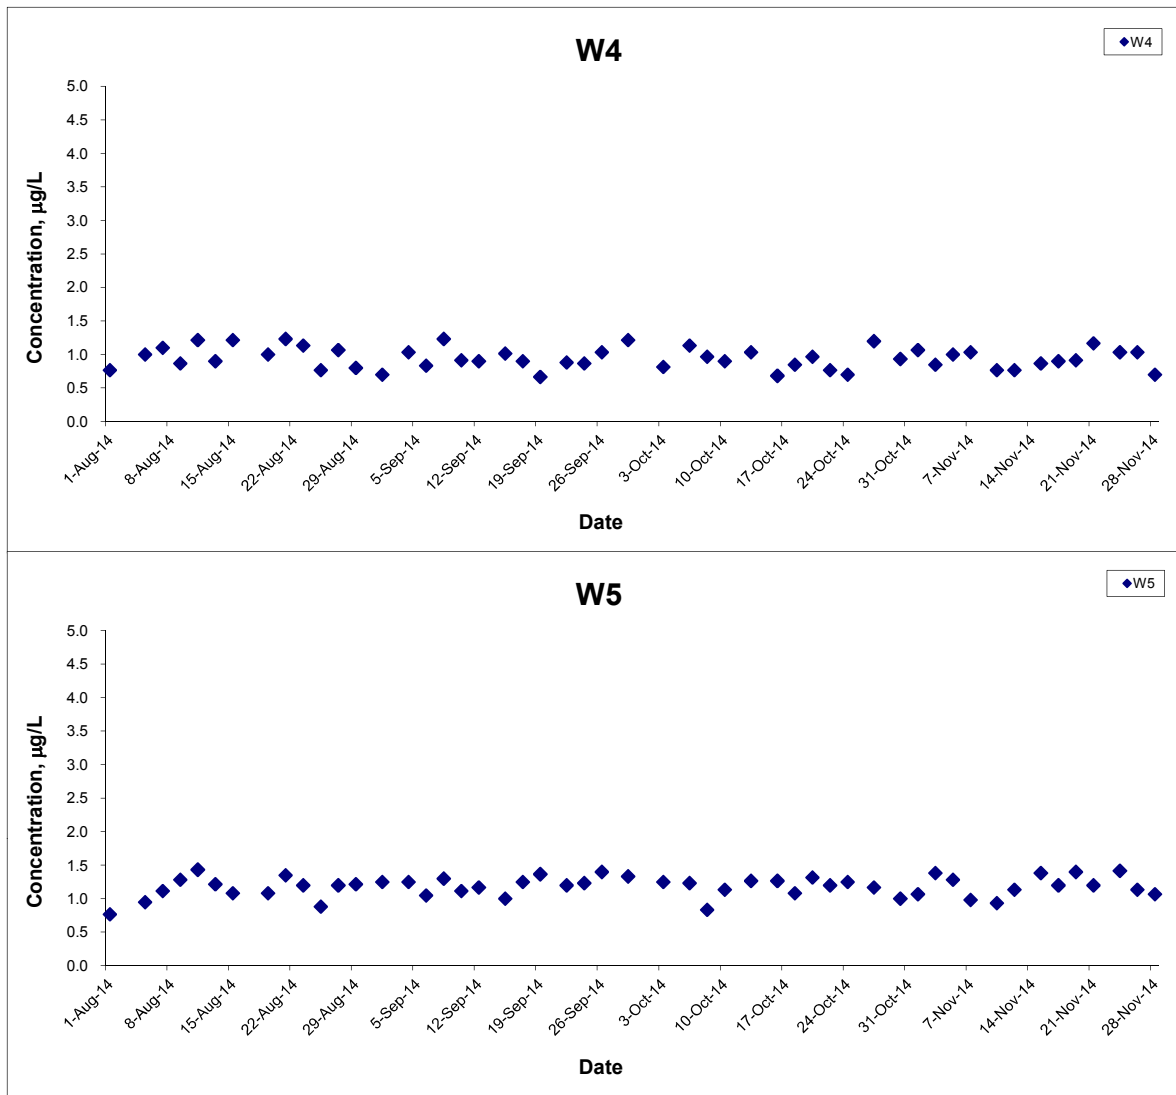 W4
W4
5.0
4.5
4.0
3.5
3.0
2.5
2.0
1.5
1.0
0.5
0.0
Concentration, µg/L
1-Aug-14
8-Aug-14
15-Aug-14
22-Aug-14
29-Aug-14
5-Sep-14
12-Sep-14
19-Sep-14
26-Sep-14
3-Oct-14
10-Oct-14
17-Oct-14
24-Oct-14
31-Oct-14
7-Nov-14
14-Nov-14
21-Nov-14
28-Nov-14
Date
W5
W5
5.0
4.5
4.0
3.5
3.0
2.5
2.0
1.5
1.0
0.5
0.0
Concentration, µg/L
1-Aug-14
8-Aug-14
15-Aug-14
22-Aug-14
29-Aug-14
5-Sep-14
12-Sep-14
19-Sep-14
26-Sep-14
3-Oct-14
10-Oct-14
17-Oct-14
24-Oct-14
31-Oct-14
7-Nov-14
14-Nov-14
21-Nov-14
28-Nov-14
Date